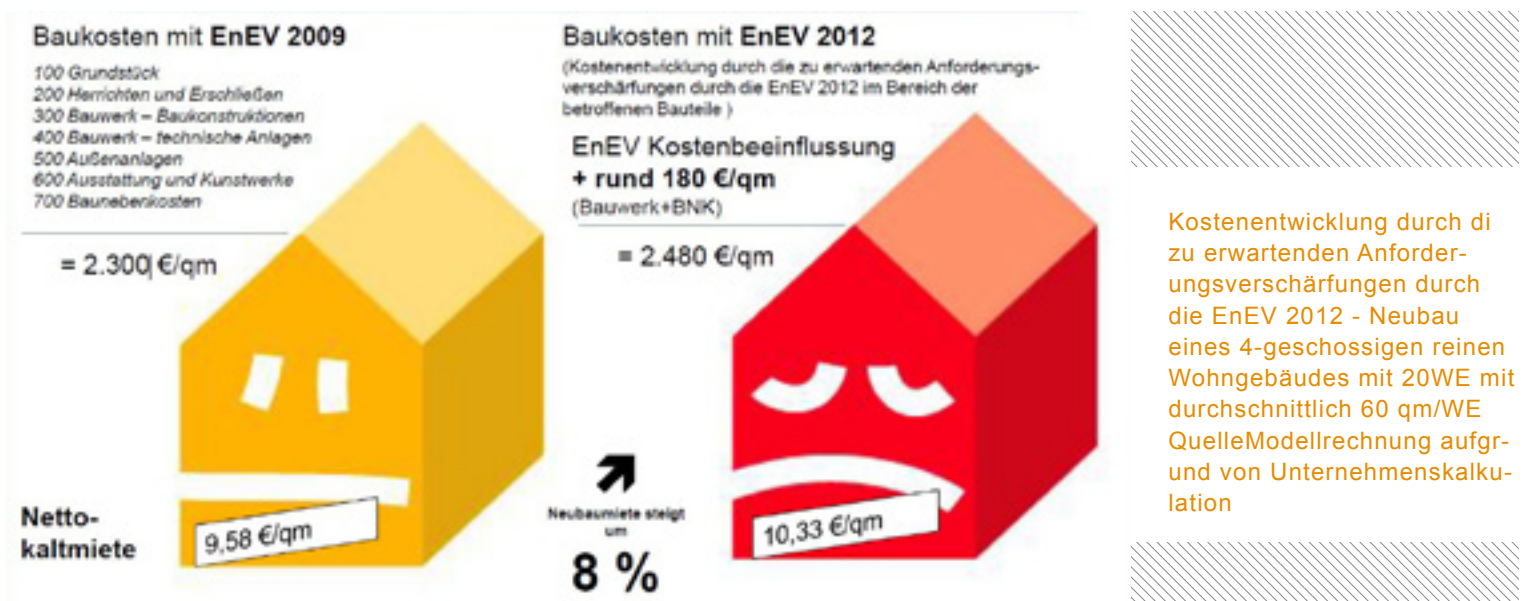 Baukosten mit EnEV 2009
100 Grundstück
200 Herrichten und Erschließen
300 Bauwerk – Baukonstruktionen
400 Bauwerk – technische Anlagen
500 Außenanlagen
600 Ausstattung und Kunstwerke
700 Baunebenkosten
= 2.300 €/qm
Netto-
kaltmiete
9,58 €/qm
Baukosten mit EnEV 2012
(Kostenentwicklung durch die zu erwartenden Anforderungs-
verschärfungen durch die EnEV 2012 im Bereich der
betroffenen Bauteile )
EnEV Kostenbeeinflussung
+ rund 180 €/qm
(Bauwerk+BNK)
= 2.480 €/qm
Neubaumiete steigt
um
8 %
10,33 €/qm
Kostenentwicklung durch di
zu erwartenden Anforder-
ungsverschärfungen durch
die EnEV 2012 - Neubau
eines 4-geschossigen reinen
Wohngebäudes mit 20WE mit
durchschnittlich 60 qm/WE
QuelleModellrechnung aufgr-
und von Unternehmenskalku-
lation